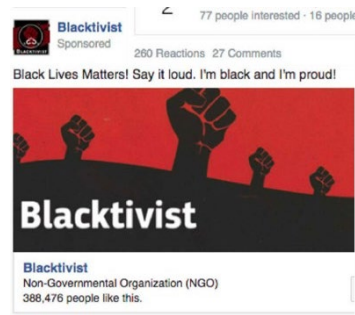 77 people interested · 16 people
Blacktivist
Sponsored
260 Reactions 27 Comments
Black Lives Matters! Say it loud. I'm black and I'm proud!
Blacktivist
Blacktivist
Non-Governmental Organization (NGO)
388,476 people like this.